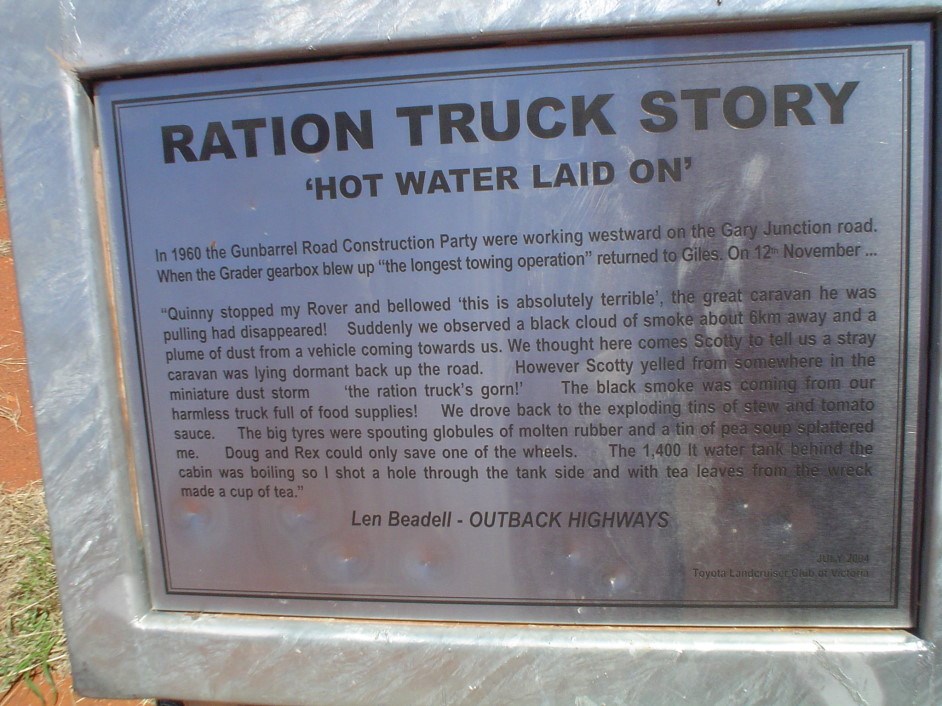 RATION TRUCK STORY
‘HOT WATER LAID ON’
In 1960 the Gunbarrel Road Construction Party were working westward on the Gary Junction road.
When the Grader gearbox blew up “the longest towing operation” returned to Giles. On 12th November ...
“Quinny stopped my Rover and bellowed ‘this is absolutely terrible’, the great caravan he was
pulling had disappeared! Suddenly we observed a black cloud of smoke about 6km away and a
plume of dust from a vehicle coming towards us. We thought here comes Scotty to tell us a stray
caravan was lying dormant back up the road. However Scotty yelled from somewhere in the
miniature dust storm ‘the ration truck’s gorn!’ The black smoke was coming from our
harmless truck full of food supplies! We drove back to the exploding tins of stew and tomato
sauce. The big tyres were spouting globules of molten rubber and a tin of pea soup splattered
me. Doug and Rex could only save one of the wheels. The 1,400 lt water tank behind the
cabin was boiling so I shot a hole through the tank side and with tea leaves from the wreck
made a cup of tea.”
Len Beadell - OUTBACK HIGHWAYS
JULY 2004
Toyota Landcruiser Club of Victoria